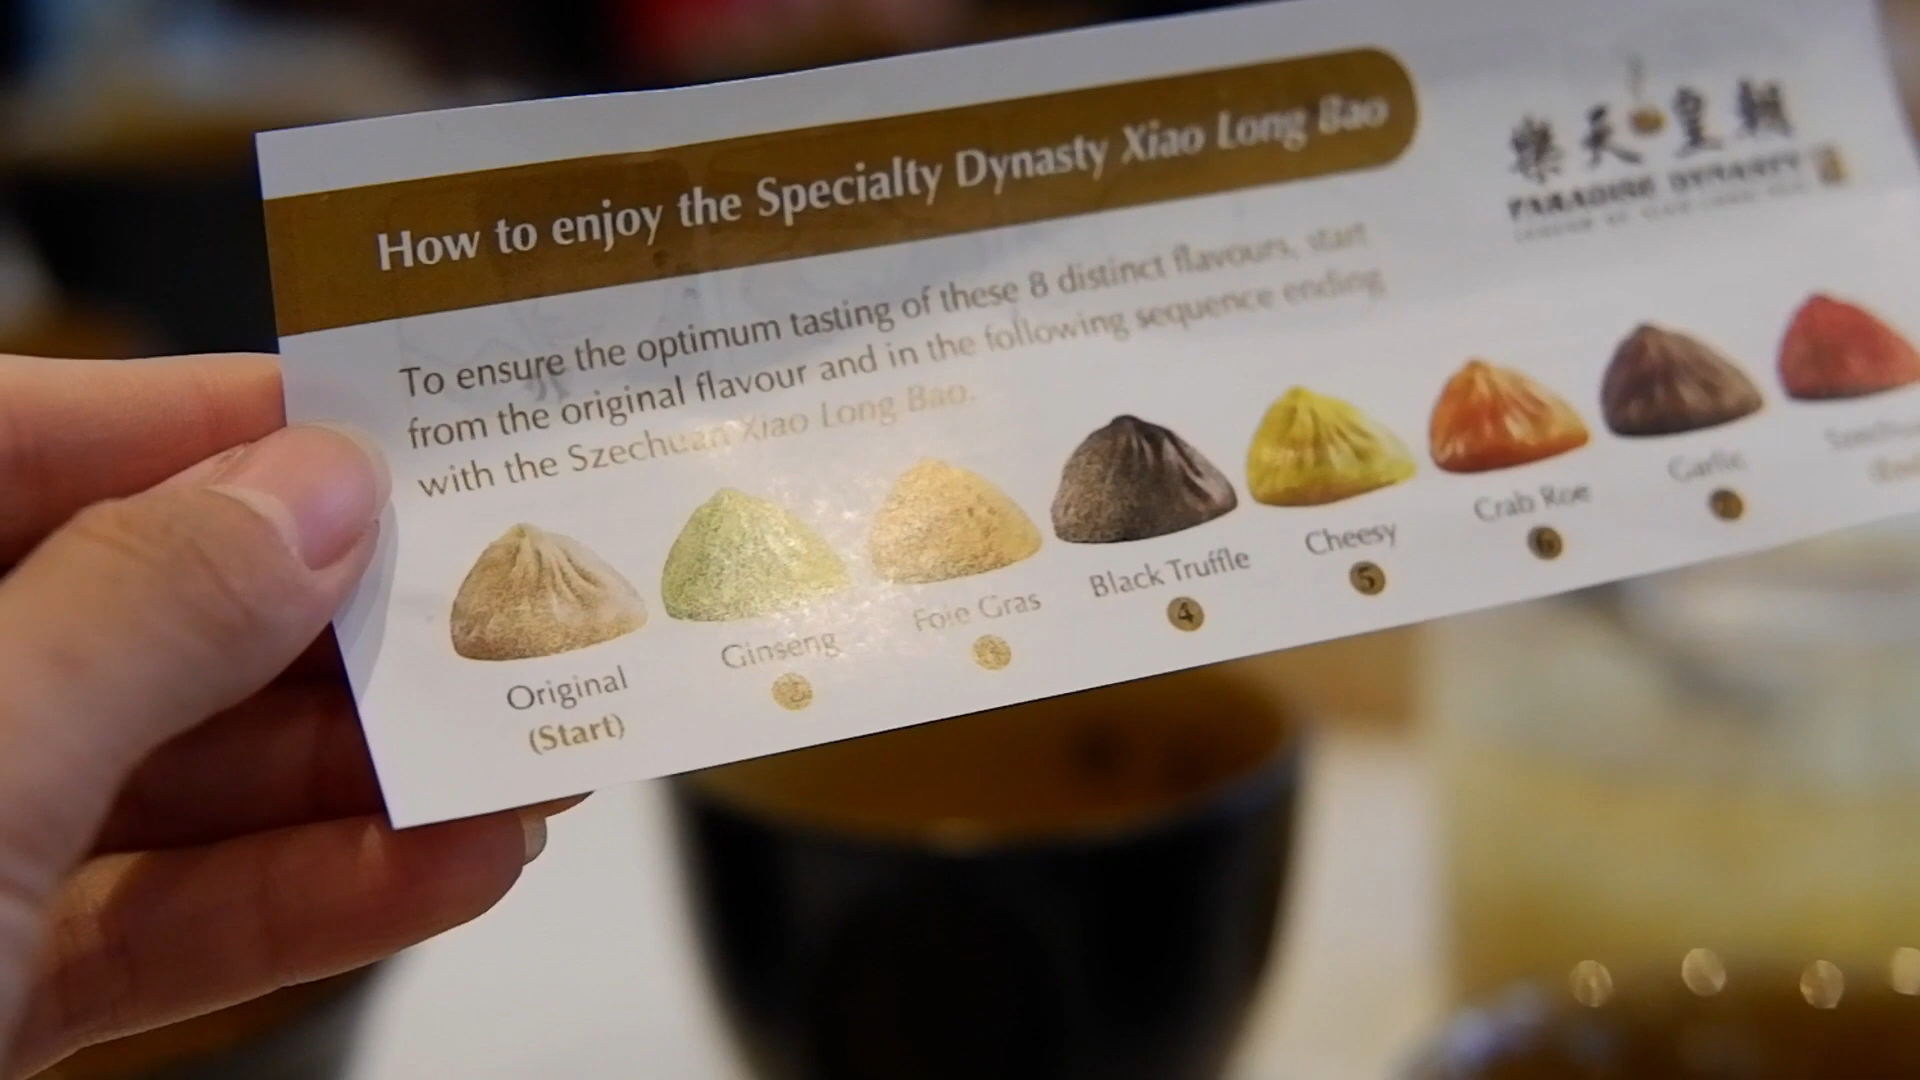 How to enjoy the Specialty Dynasty Xiao Long Bao
樂天皇朝
PARADISE DYNASTY
To ensure the optimum tasting of these 8 distinct flavours, start
from the original flavour and in the following sequence ending
with the Szechuan Xiao Long Bao.
Original
(Start)
Ginseng
Foie Gras
3
Black Truffle
4
Cheesy
5
Crab Roe
6
Garlic
7